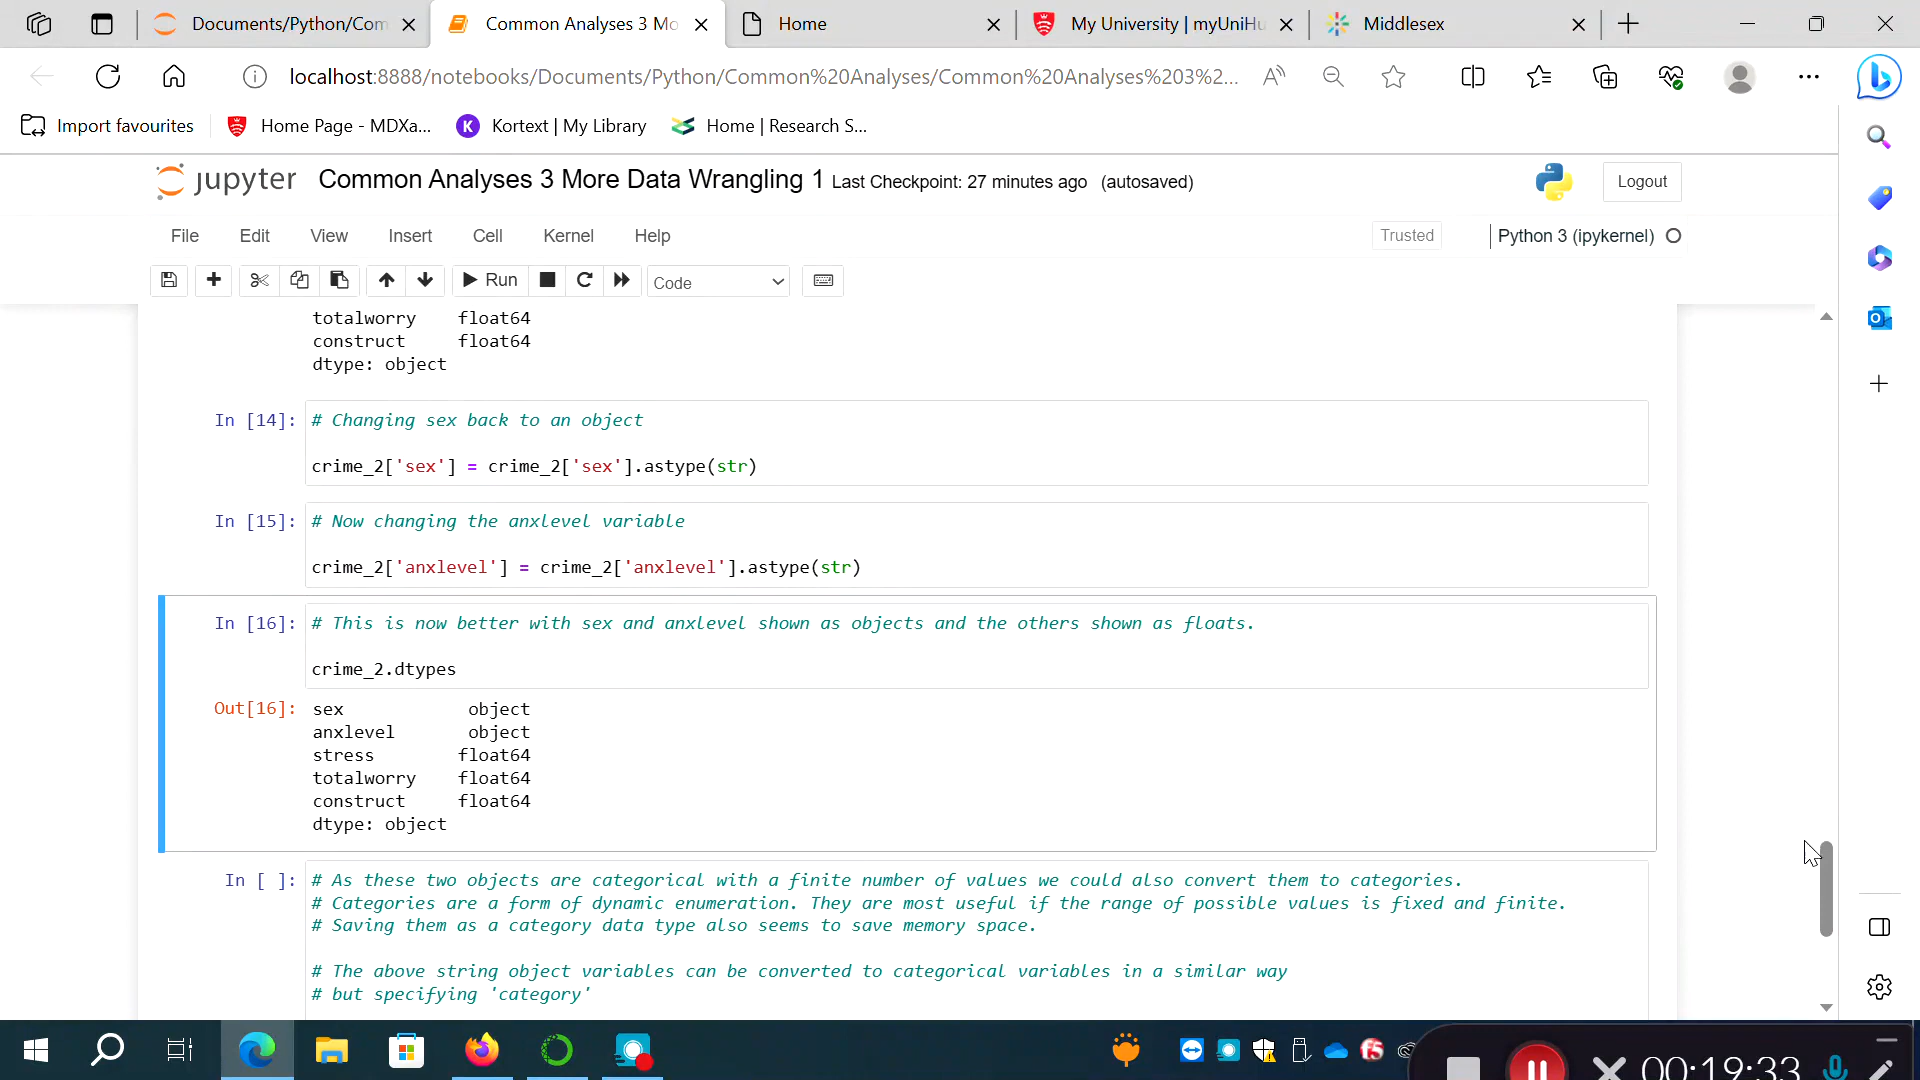 Documents/Python/Com
Common Analyses 3 Mo
Home
My University | myUniHu
Middlesex
localhost:8888/notebooks/Documents/Python/Common%20Analyses/Common%20Analyses%203%2...
Import favourites
Home Page - MDXa...
K
Kortext | My Library
Home | Research S...
jupyter
Common Analyses 3 More Data Wrangling 1 Last Checkpoint: 27 minutes ago (autosaved)
Logout
File Edit View Insert Cell Kernel Help
Trusted
Python 3 (ipykernel)
Run
Code
totalworry float64
construct float64
dtype: object
In [14]: # Changing sex back to an object
crime_2['sex'] = crime_2['sex'].astype(str)
In [15]: # Now changing the anxlevel variable
crime_2['anxlevel'] = crime_2['anxlevel'].astype(str)
In [16]: # This is now better with sex and anxlevel shown as objects and the others shown as floats.
crime_2.dtypes
Out[16]: sex object
anxlevel object
stress float64
totalworry float64
construct float64
dtype: object
In [ ]: # As these two objects are categorical with a finite number of values we could also convert them to categories.
# Categories are a form of dynamic enumeration. They are most useful if the range of possible values is fixed and finite.
# Saving them as a category data type also seems to save memory space.
# The above string object variables can be converted to categorical variables in a similar way
# but specifying 'category'
00:19:33